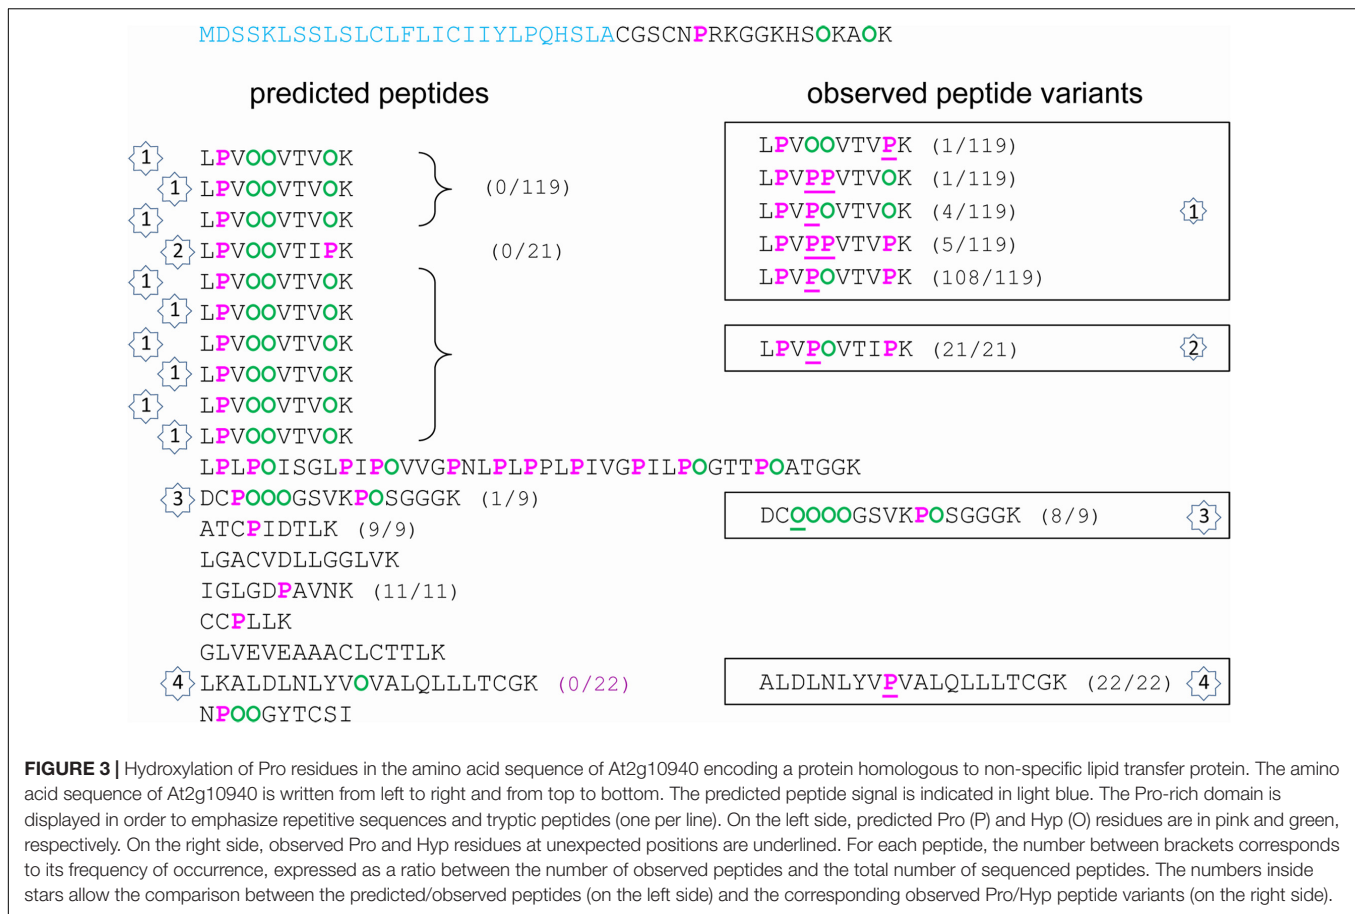 MDSSKLSSLSLCLFLICIIYLPQHSLACGSCNPRKGGKHSOKAOK
predicted peptides
observed peptide variants
1 LPVOOVTVOK
1 LPVOOVTVOK
(0/119)
1 LPVOOVTVOK
2 LPVOOVTIPK (0/21)
1 LPVOOVTVOK
1 LPVOOVTVOK
1 LPVOOVTVOK
1 LPVOOVTVOK
1 LPVOOVTVOK
1 LPVOOVTVOK
LPLPOISGLPIPOVVGPNLPLPPLPIVGPILPOGTTPOATGGK
3 DCPOOOGSVKPOSGGGK (1/9)
ATCPIDTLK (9/9)
LGACVDLLGGLVK
IGLGDPAVNK (11/11)
CCPLLK
GLVEVEAAACLCTTLK
4 LKALDLNLYVOVALQLLLTCGK (0/22)
NPOOGYTCSI
LPVOOVTVPK (1/119)
LPVPPVTVOK (1/119)
LPVPOVTVOK (4/119)
1
LPVPPVTVPK (5/119)
LPVPOVTVPK (108/119)
LPVPOVTIPK (21/21) 2
DCOOOOGSVKPOSGGGK (8/9) 3
ALDLNLYVPVALQLLLTCGK (22/22) 4
FIGURE 3 | Hydroxylation of Pro residues in the amino acid sequence of At2g10940 encoding a protein homologous to non-specific lipid transfer protein. The amino
acid sequence of At2g10940 is written from left to right and from top to bottom. The predicted peptide signal is indicated in light blue. The Pro-rich domain is
displayed in order to emphasize repetitive sequences and tryptic peptides (one per line). On the left side, predicted Pro (P) and Hyp (O) residues are in pink and green,
respectively. On the right side, observed Pro and Hyp residues at unexpected positions are underlined. For each peptide, the number between brackets corresponds
to its frequency of occurrence, expressed as a ratio between the number of observed peptides and the total number of sequenced peptides. The numbers inside
stars allow the comparison between the predicted/observed peptides (on the left side) and the corresponding observed Pro/Hyp peptide variants (on the right side).